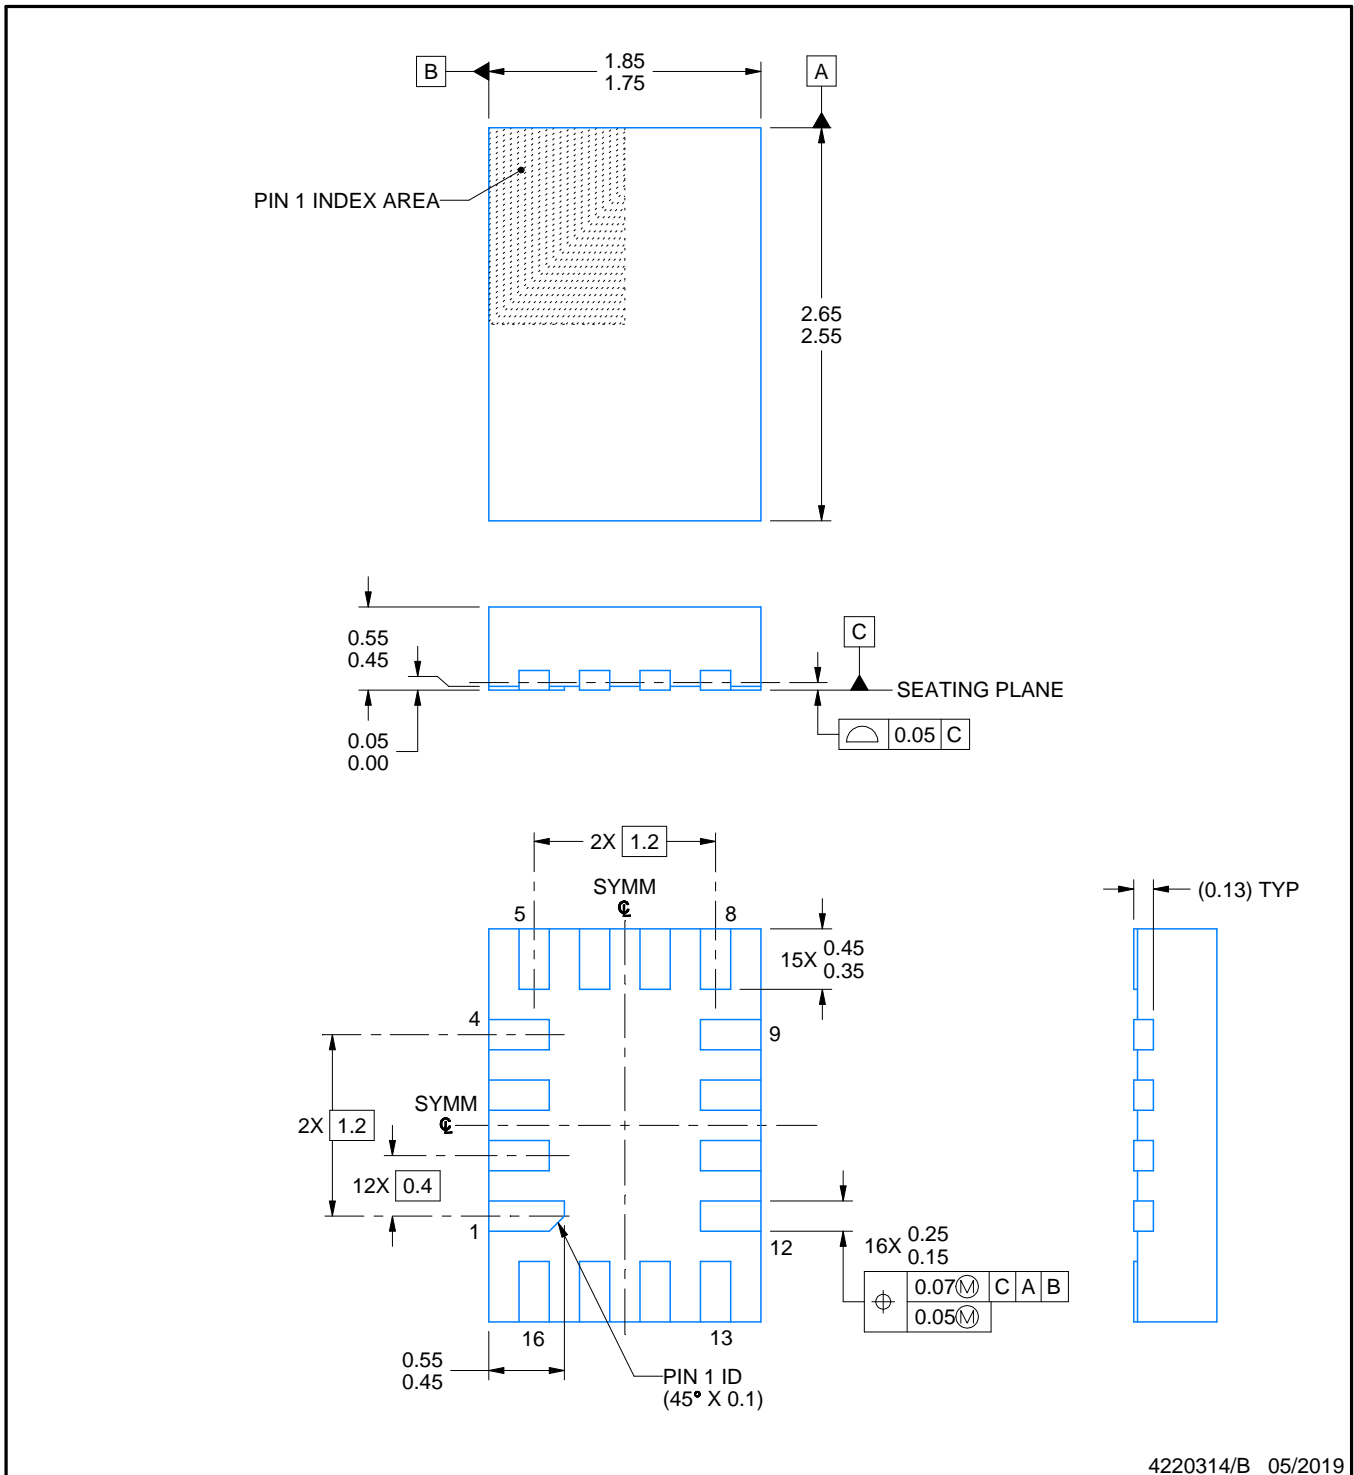 B
1.85
1.75
A
PIN 1 INDEX AREA
2.65
2.55
0.55
0.45
C
SEATING PLANE
0.05 C
0.05
0.00
2X 1.2
SYMM
℄
5
8
(0.13) TYP
15X 0.45
0.35
4
9
SYMM
℄
2X 1.2
12X 0.4
1
12
16X 0.25
0.15
0.07Ⓜ C A B
0.05Ⓜ
16
13
0.55
0.45
PIN 1 ID
(45° X 0.1)
4220314/B 05/2019